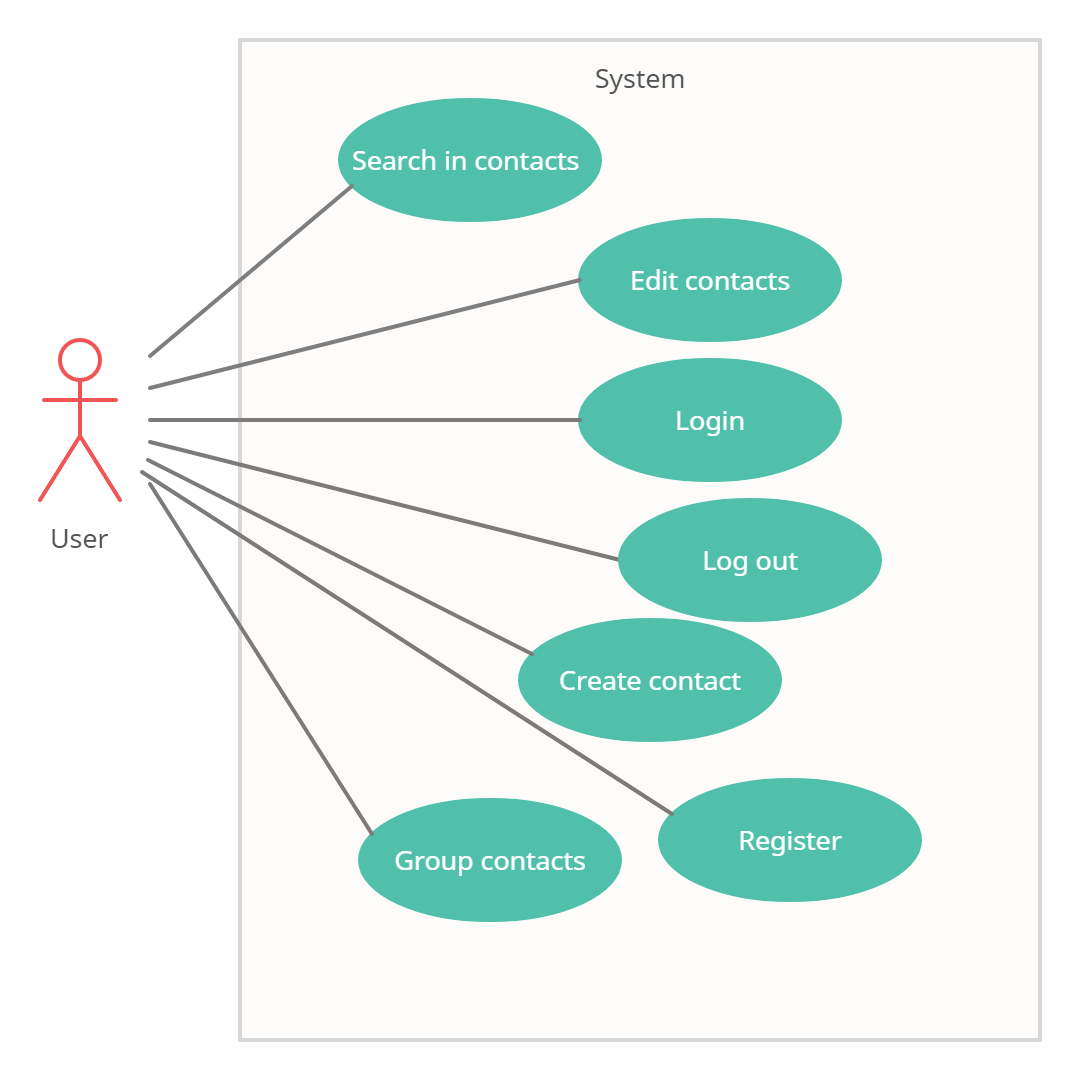 System
Search in contacts
Edit contacts
Login
User
Log out
Create contact
Register
Group contacts